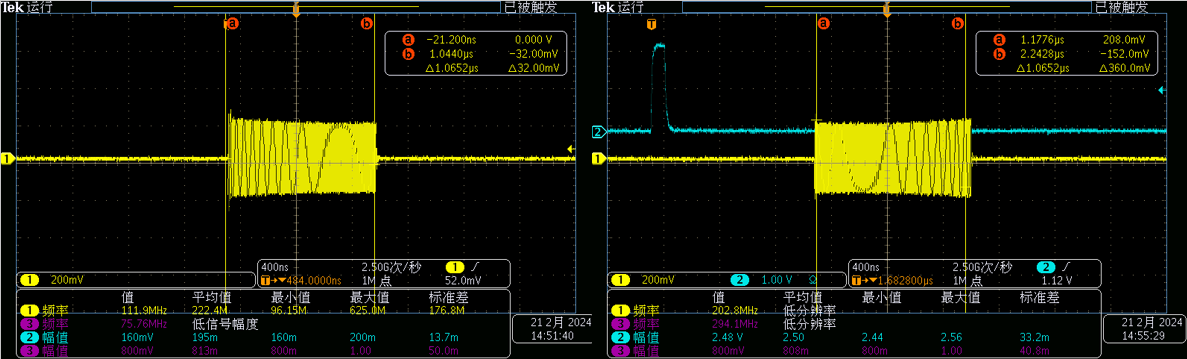 Tek 运行
已被触发
a -21.200ns 0.000 V
b 1.0440µs -32.00mV
△1.0652µs △32.00mV
a
b
1
1 200mV
400ns 2.50G次/秒 1
T→▼484.0000ns 1M 点 52.0mV
值 平均值 最小值 最大值 标准差
1 频率 111.9MHz 222.4M 96.15M 625.0M 176.8M
3 频率 75.76MHz 低信号幅度
2 幅值 160mV 195m 160m 200m 13.7m
3 幅值 800mV 813m 800m 1.00 50.0m
21 2月 2024
14:51:40
Tek 运行
已被触发
T
a
b
a 1.1776µs 208.0mV
b 2.2428µs -152.0mV
△1.0652µs △360.0mV
2
1
1 200mV 2 1.00 V Ω
400ns 2.50G次/秒 2
T→▼1.682800µs 1M 点 1.12 V
值 平均值 最小值 最大值 标准差
1 频率 202.8MHz 低分辨率
3 频率 294.1MHz 低分辨率
2 幅值 2.48 V 2.50 2.44 2.56 33.2m
3 幅值 800mV 808m 800m 1.00 40.8m
21 2月 2024
14:55:29